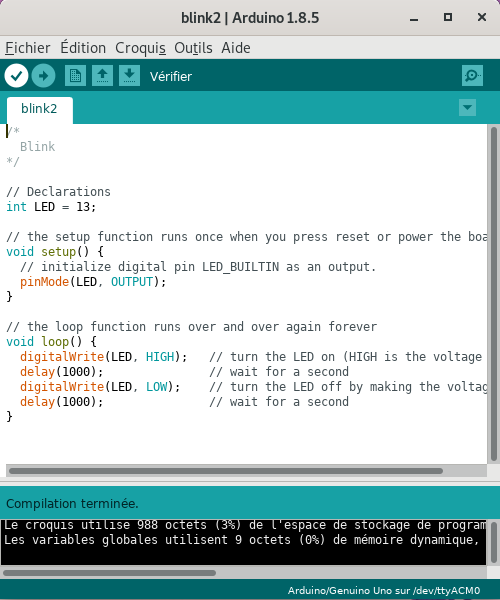 blink2 | Arduino 1.8.5
Fichier Édition Croquis Outils Aide
Vérifier
blink2
/*
  Blink
*/
// Declarations
int LED = 13;
// the setup function runs once when you press reset or power the boa
void setup() {
  // initialize digital pin LED_BUILTIN as an output.
  pinMode(LED, OUTPUT);
}
// the loop function runs over and over again forever
void loop() {
  digitalWrite(LED, HIGH);   // turn the LED on (HIGH is the voltage
  delay(1000);               // wait for a second
  digitalWrite(LED, LOW);    // turn the LED off by making the voltag
  delay(1000);               // wait for a second
}
Compilation terminée.
Le croquis utilise 988 octets (3%) de l'espace de stockage de program
Les variables globales utilisent 9 octets (0%) de mémoire dynamique,
Arduino/Genuino Uno sur /dev/ttyACM0